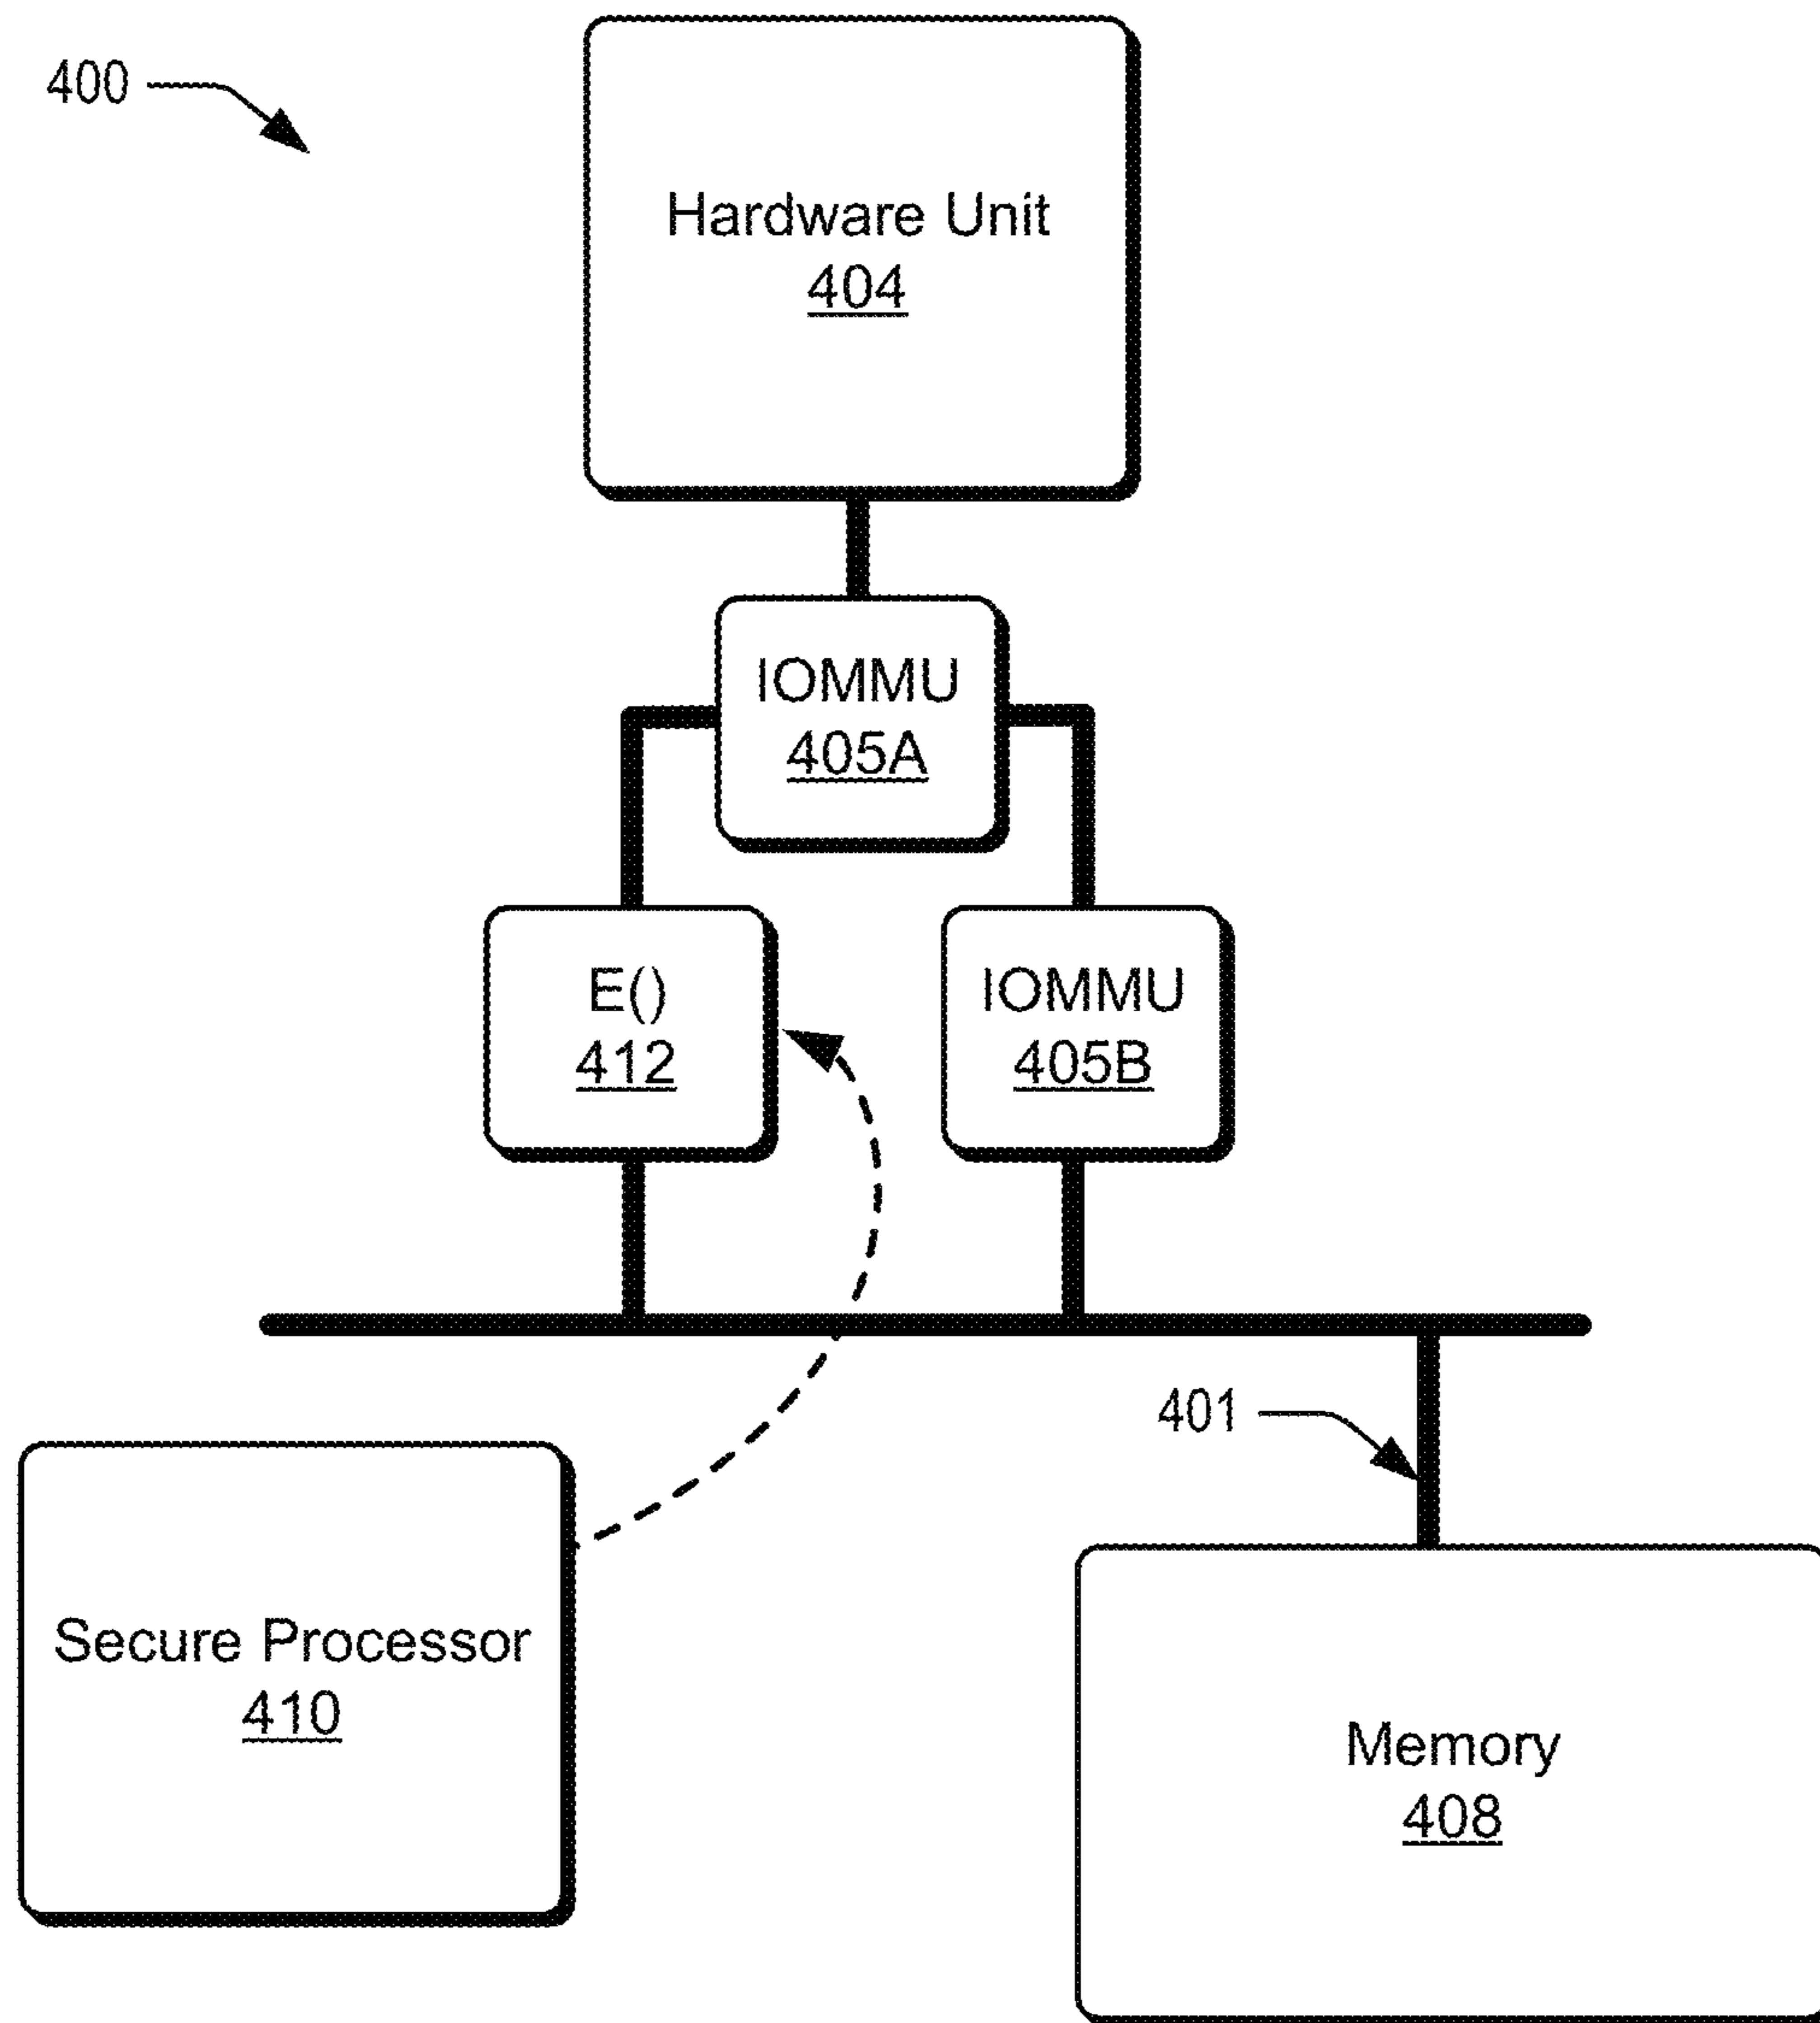 400
Hardware Unit
404
IOMMU
405A
E()
412
IOMMU
405B
401
Secure Processor
410
Memory
408